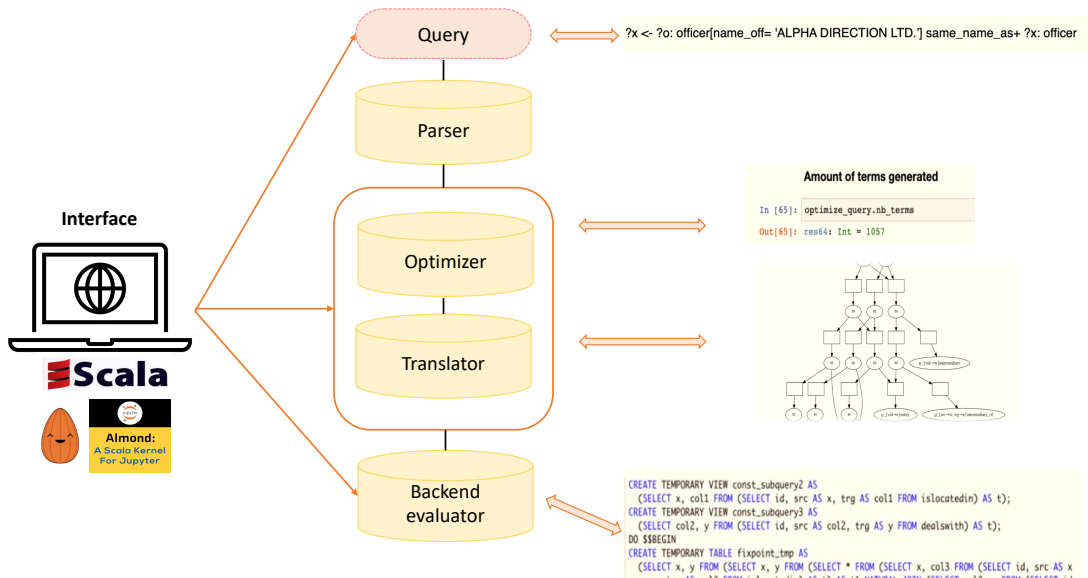 Query
?x <- ?o: officer[name_off= 'ALPHA DIRECTION LTD.'] same_name_as+ ?x: officer
Parser
Amount of terms generated
In [65]: optimize_query.nb_terms
Out[65]: res64: Int = 1057
Interface
Optimizer
Translator
Scala
jupyter
Almond:
A Scala Kernel
For Jupyter
Backend
evaluator
CREATE TEMPORARY VIEW const_subquery2 AS
(SELECT x, col1 FROM (SELECT id, src AS x, trg AS col1 FROM islocatedin) AS t);
CREATE TEMPORARY VIEW const_subquery3 AS
(SELECT col2, y FROM (SELECT id, src AS col2, trg AS y FROM dealswith) AS t);
DO $$BEGIN
CREATE TEMPORARY TABLE fixpoint_tmp AS
(SELECT x, y FROM (SELECT x, y FROM (SELECT * FROM (SELECT x, col3 FROM (SELECT id, src AS x